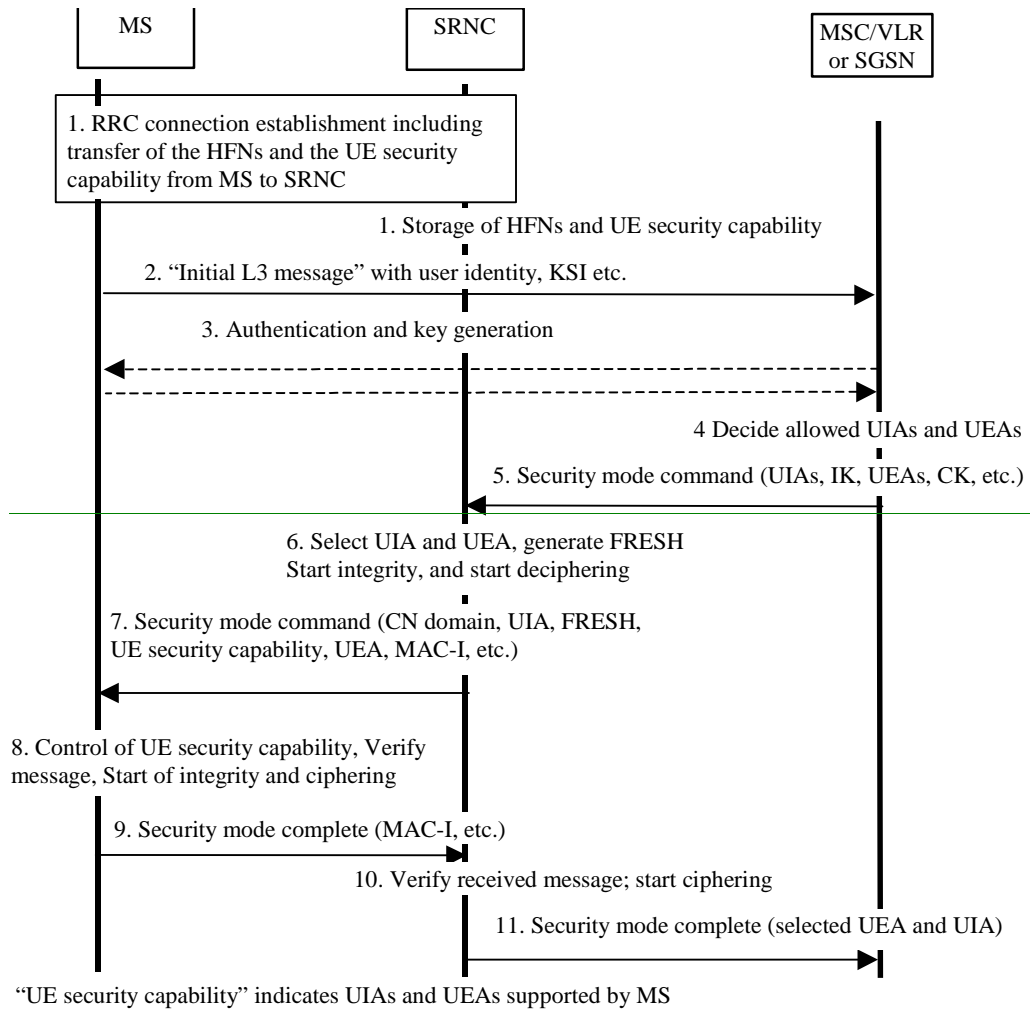 MS
SRNC
MSC/VLR
or SGSN
1. RRC connection establishment including
transfer of the HFNs and the UE security
capability from MS to SRNC
1. Storage of HFNs and UE security capability
2. “Initial L3 message” with user identity, KSI etc.
3. Authentication and key generation
4 Decide allowed UIAs and UEAs
5. Security mode command (UIAs, IK, UEAs, CK, etc.)
6. Select UIA and UEA, generate FRESH
Start integrity, and start deciphering
7. Security mode command (CN domain, UIA, FRESH,
UE security capability, UEA, MAC-I, etc.)
8. Control of UE security capability, Verify
message, Start of integrity and ciphering
9. Security mode complete (MAC-I, etc.)
10. Verify received message; start ciphering
11. Security mode complete (selected UEA and UIA)
“UE security capability” indicates UIAs and UEAs supported by MS